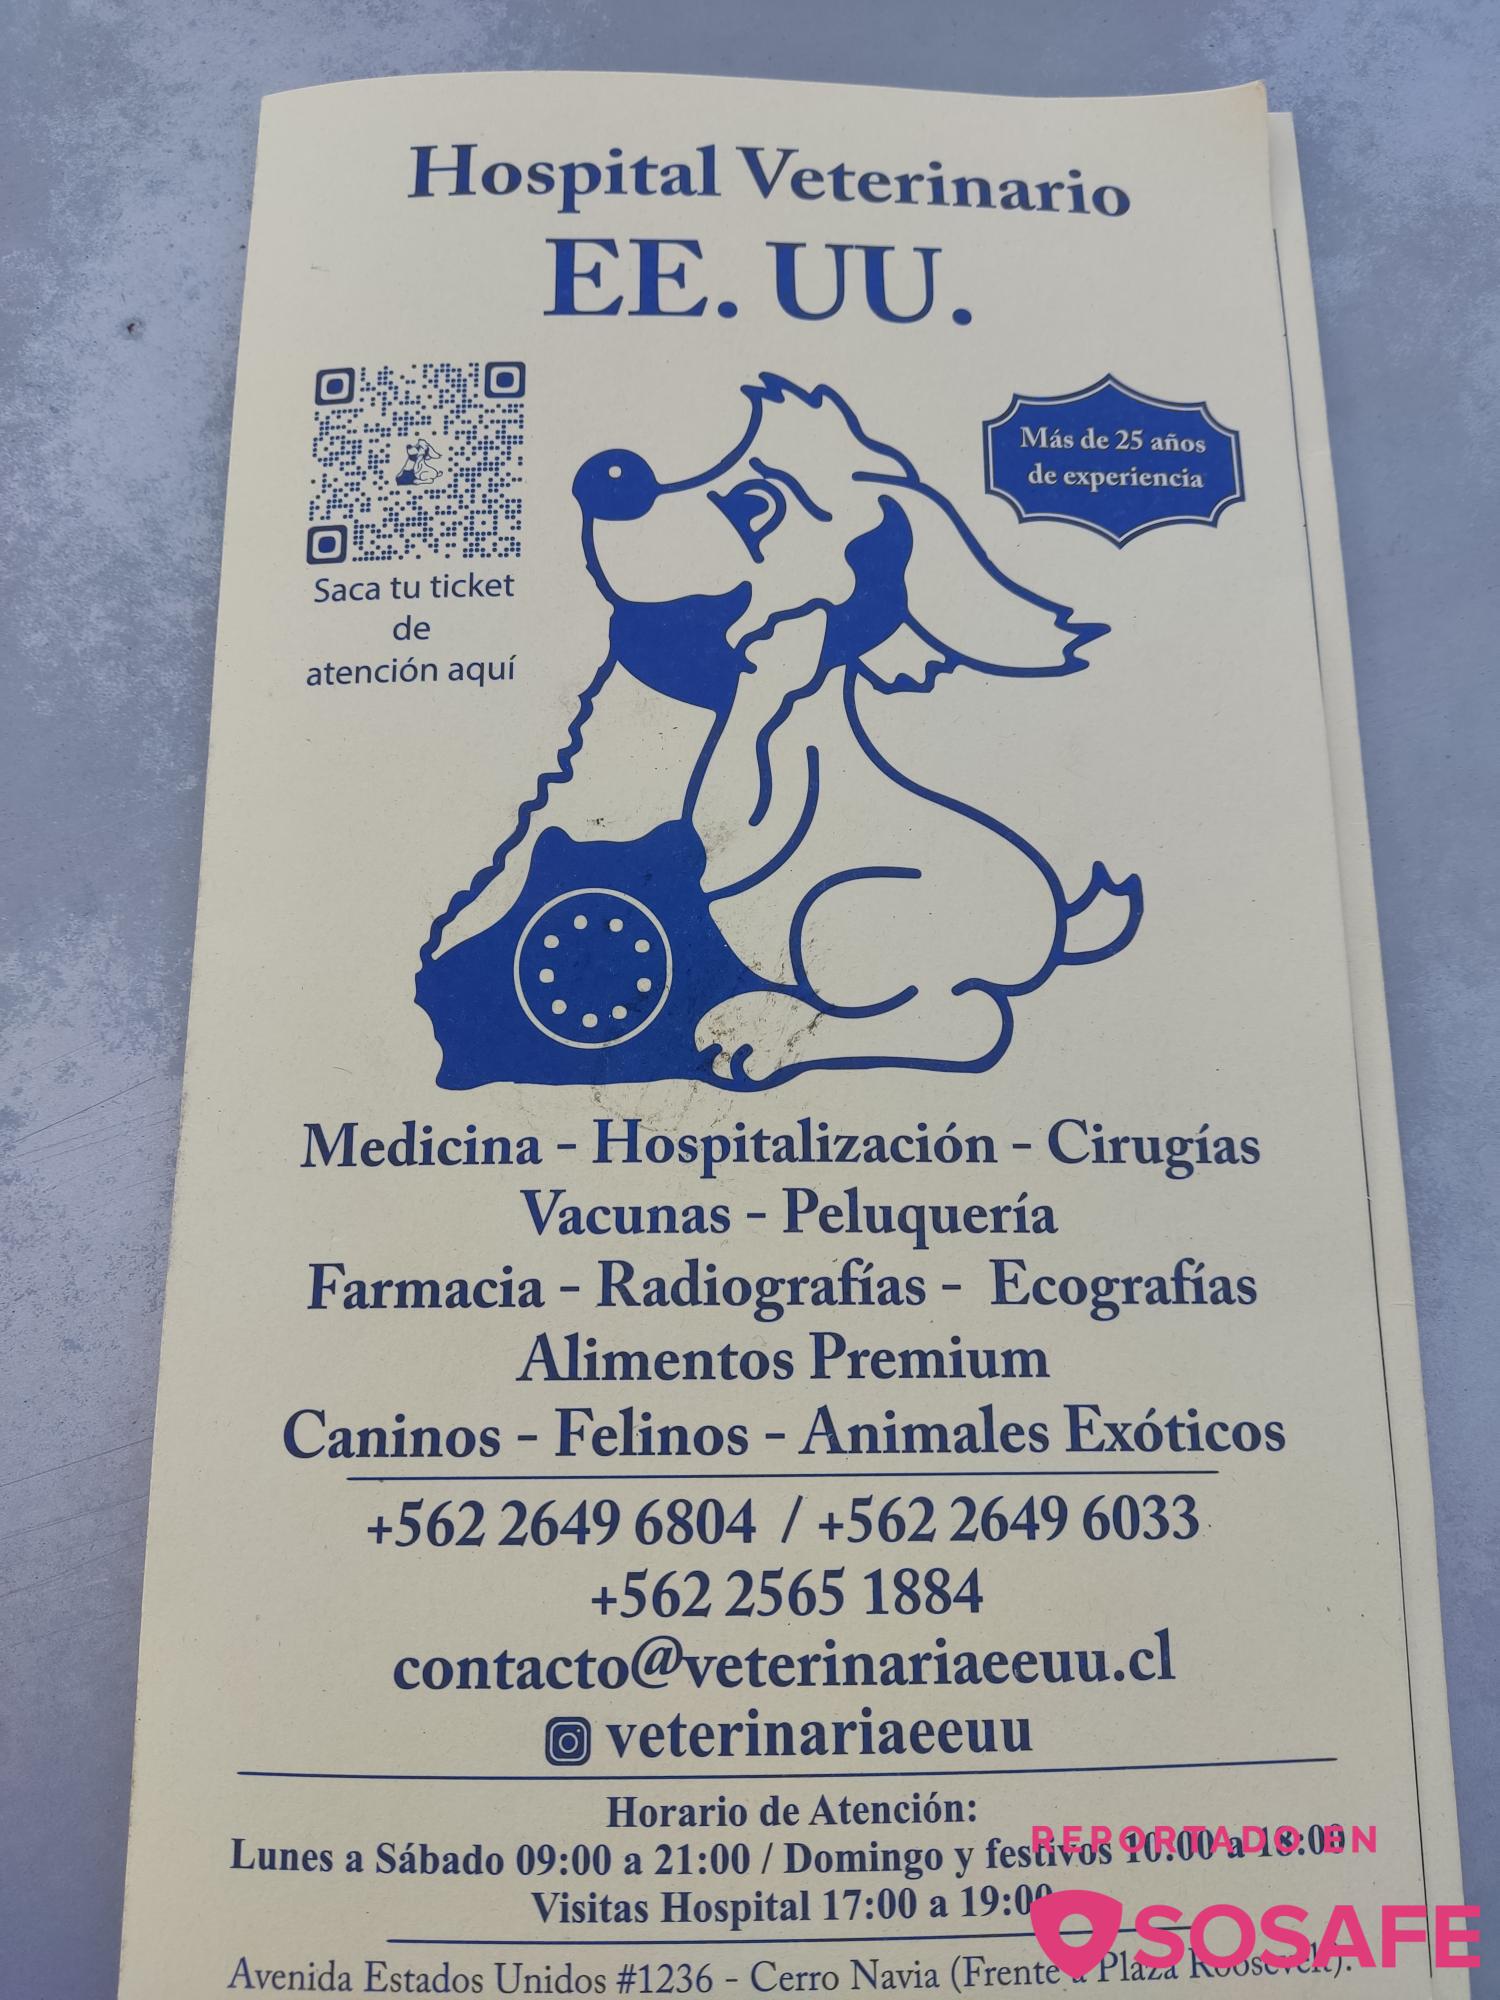 Hospital Veterinario
EE. UU.
Más de 25 años
de experiencia
Saca tu ticket
de
atención aquí
Medicina - Hospitalización - Cirugías
Vacunas - Peluquería
Farmacia - Radiografías - Ecografías
Alimentos Premium
Caninos - Felinos - Animales Exóticos
+562 2649 6804 / +562 2649 6033
+562 2565 1884
contacto@veterinariaeeuu.cl
veterinariaeeuu
Horario de Atención:
Lunes a Sábado 09:00 a 21:00 / Domingo y festivos 10:00 a 18:00
Visitas Hospital 17:00 a 19:00
Avenida Estados Unidos #1236 - Cerro Navia (Frente a Plaza Roosevelt).
REPORTADO EN
SOSAFE